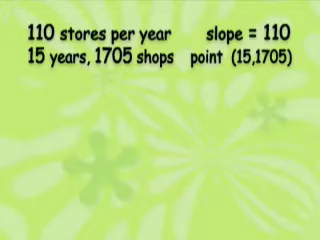 110 stores per year slope = 110
15 years, 1705 shops point (15,1705)